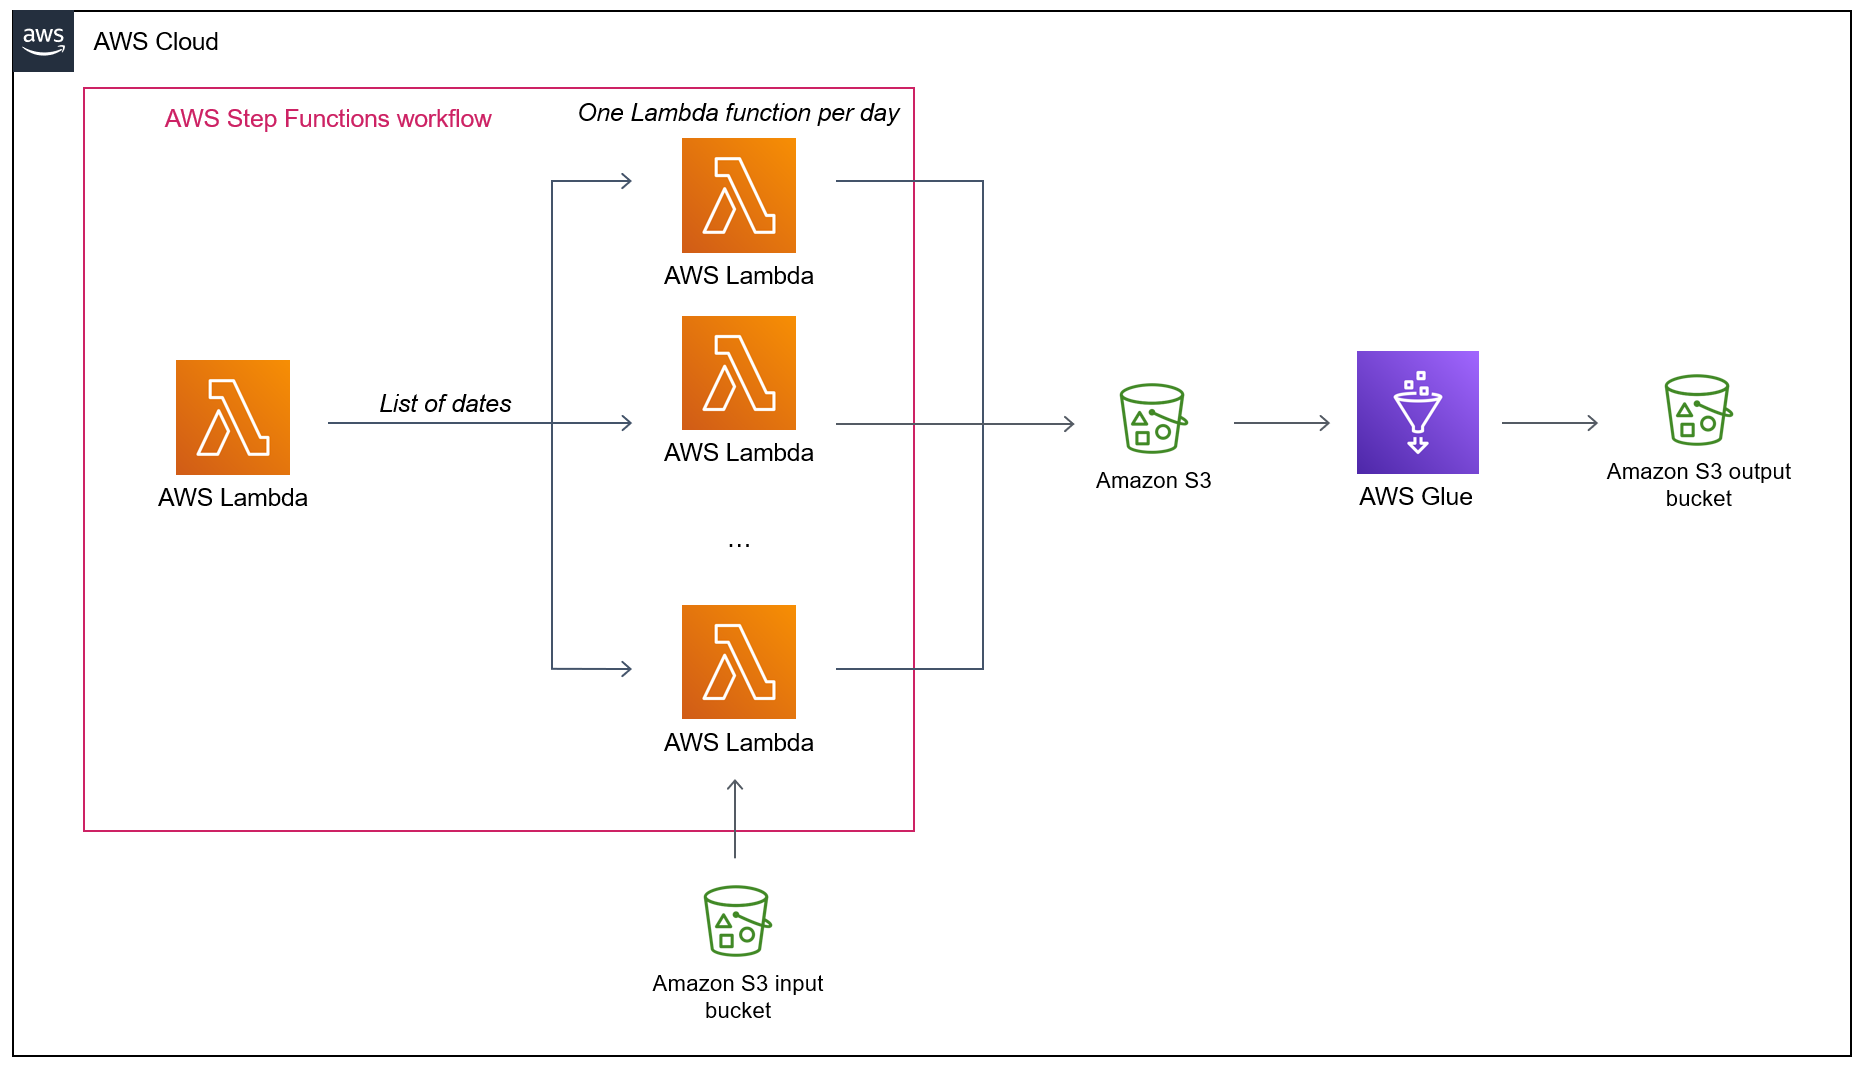 aws
AWS Cloud
AWS Step Functions workflow
One Lambda function per day
AWS Lambda
AWS Lambda
List of dates
AWS Lambda
...
AWS Lambda
Amazon S3
AWS Glue
Amazon S3 output
bucket
Amazon S3 input
bucket